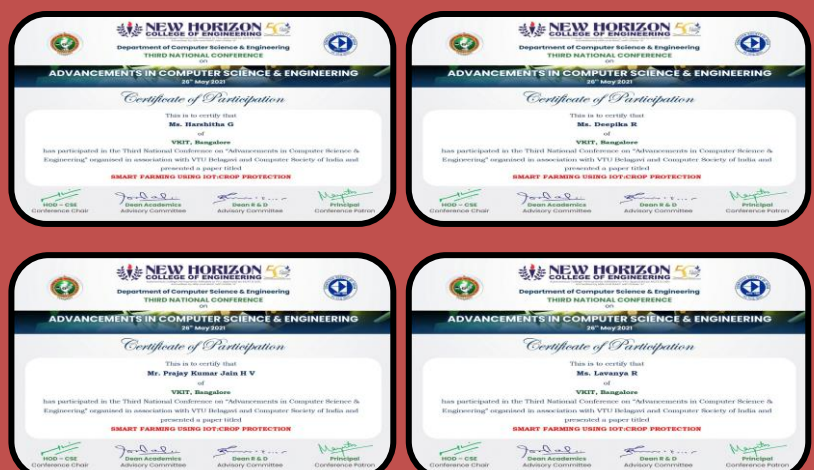 NEW HORIZON
COLLEGE OF ENGINEERING
Department of Computer Science & Engineering
THIRD NATIONAL CONFERENCE
on
ADVANCEMENTS IN COMPUTER SCIENCE & ENGINEERING
26th May 2021
Certificate of Participation
This is to certify that
Ms. Harshitha G
of
VKIT, Bangalore
has participated in the Third National Conference on "Advancements in Computer Science &
Engineering" organised in association with VTU Belagavi and Computer Society of India and
presented a paper titled
SMART FARMING USING IOT:CROP PROTECTION
HOD - CSE Dean Academics Dean R & D Principal
Conference Chair Advisory Committee Advisory Committee Conference Patron
NEW HORIZON
COLLEGE OF ENGINEERING
Department of Computer Science & Engineering
THIRD NATIONAL CONFERENCE
on
ADVANCEMENTS IN COMPUTER SCIENCE & ENGINEERING
26th May 2021
Certificate of Participation
This is to certify that
Ms. Deepika R
of
VKIT, Bangalore
has participated in the Third National Conference on "Advancements in Computer Science &
Engineering" organised in association with VTU Belagavi and Computer Society of India and
presented a paper titled
SMART FARMING USING IOT:CROP PROTECTION
HOD - CSE Dean Academics Dean R & D Principal
Conference Chair Advisory Committee Advisory Committee Conference Patron
NEW HORIZON
COLLEGE OF ENGINEERING
Department of Computer Science & Engineering
THIRD NATIONAL CONFERENCE
on
ADVANCEMENTS IN COMPUTER SCIENCE & ENGINEERING
26th May 2021
Certificate of Participation
This is to certify that
Mr. Prajay Kumar Jain H V
of
VKIT, Bangalore
has participated in the Third National Conference on "Advancements in Computer Science &
Engineering" organised in association with VTU Belagavi and Computer Society of India and
presented a paper titled
SMART FARMING USING IOT:CROP PROTECTION
HOD - CSE Dean Academics Dean R & D Principal
Conference Chair Advisory Committee Advisory Committee Conference Patron
NEW HORIZON
COLLEGE OF ENGINEERING
Department of Computer Science & Engineering
THIRD NATIONAL CONFERENCE
on
ADVANCEMENTS IN COMPUTER SCIENCE & ENGINEERING
26th May 2021
Certificate of Participation
This is to certify that
Ms. Lavanya R
of
VKIT, Bangalore
has participated in the Third National Conference on "Advancements in Computer Science &
Engineering" organised in association with VTU Belagavi and Computer Society of India and
presented a paper titled
SMART FARMING USING IOT:CROP PROTECTION
HOD - CSE Dean Academics Dean R & D Principal
Conference Chair Advisory Committee Advisory Committee Conference Patron